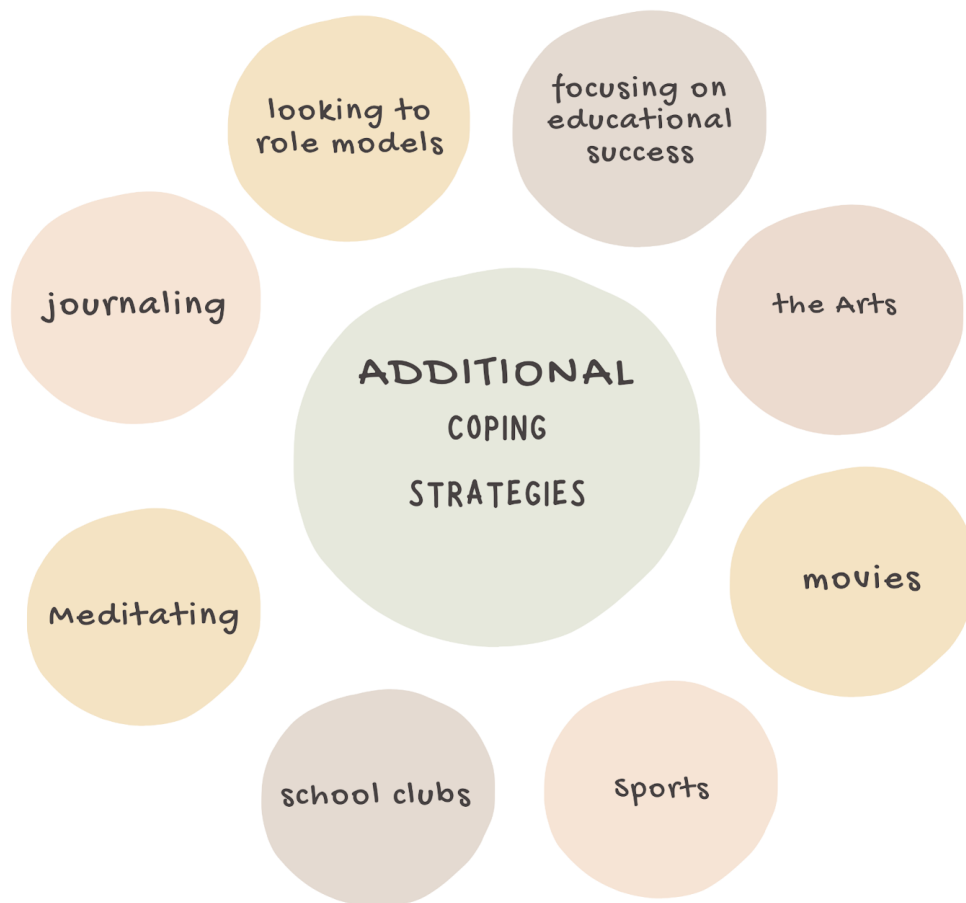 looking to
role models
focusing on
educational
success
journaling
the Arts
ADDITIONAL
COPING
STRATEGIES
Meditating
movies
school clubs
Sports